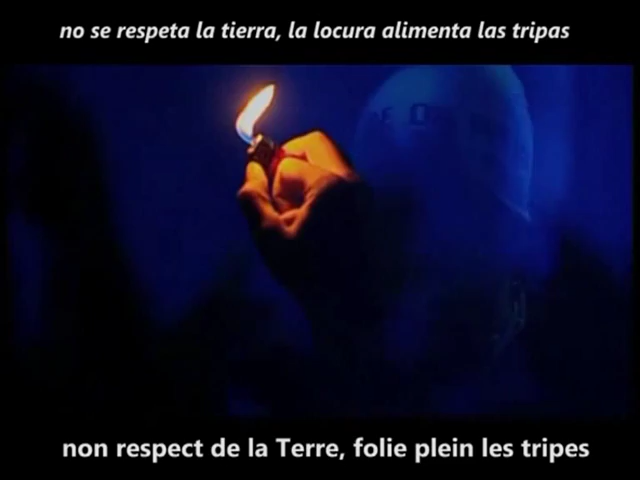 no se respeta la tierra, la locura alimenta las tripas
non respect de la Terre, folie plein les tripes